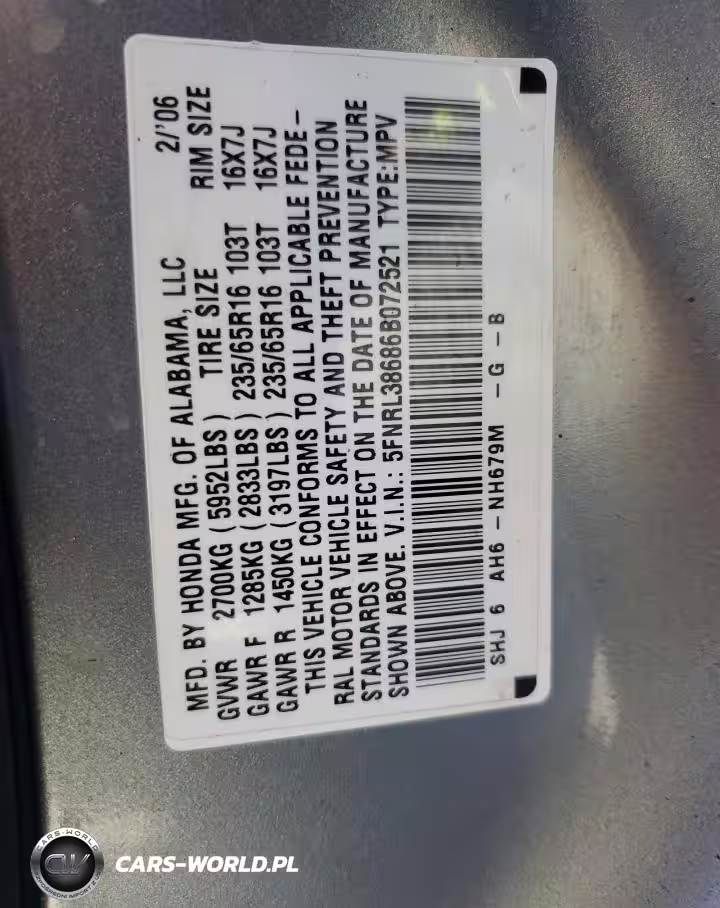 MFD. BY HONDA MFG. OF ALABAMA, LLC 2/'06
GVWR 2700KG (5952LBS) TIRE SIZE RIM SIZE
GAWR F 1285KG (2833LBS) 235/65R16 103T 16X7J
GAWR R 1450KG (3197LBS) 235/65R16 103T 16X7J
THIS VEHICLE CONFORMS TO ALL APPLICABLE FEDE-
RAL MOTOR VEHICLE SAFETY AND THEFT PREVENTION
STANDARDS IN EFFECT ON THE DATE OF MANUFACTURE
SHOWN ABOVE. V.I.N.: 5FNRL38686B072521 TYPE:MPV
SHJ 6 AH6 -NH679M -G -B
CARS-WORLD
CW
CARS-WORLD.PL